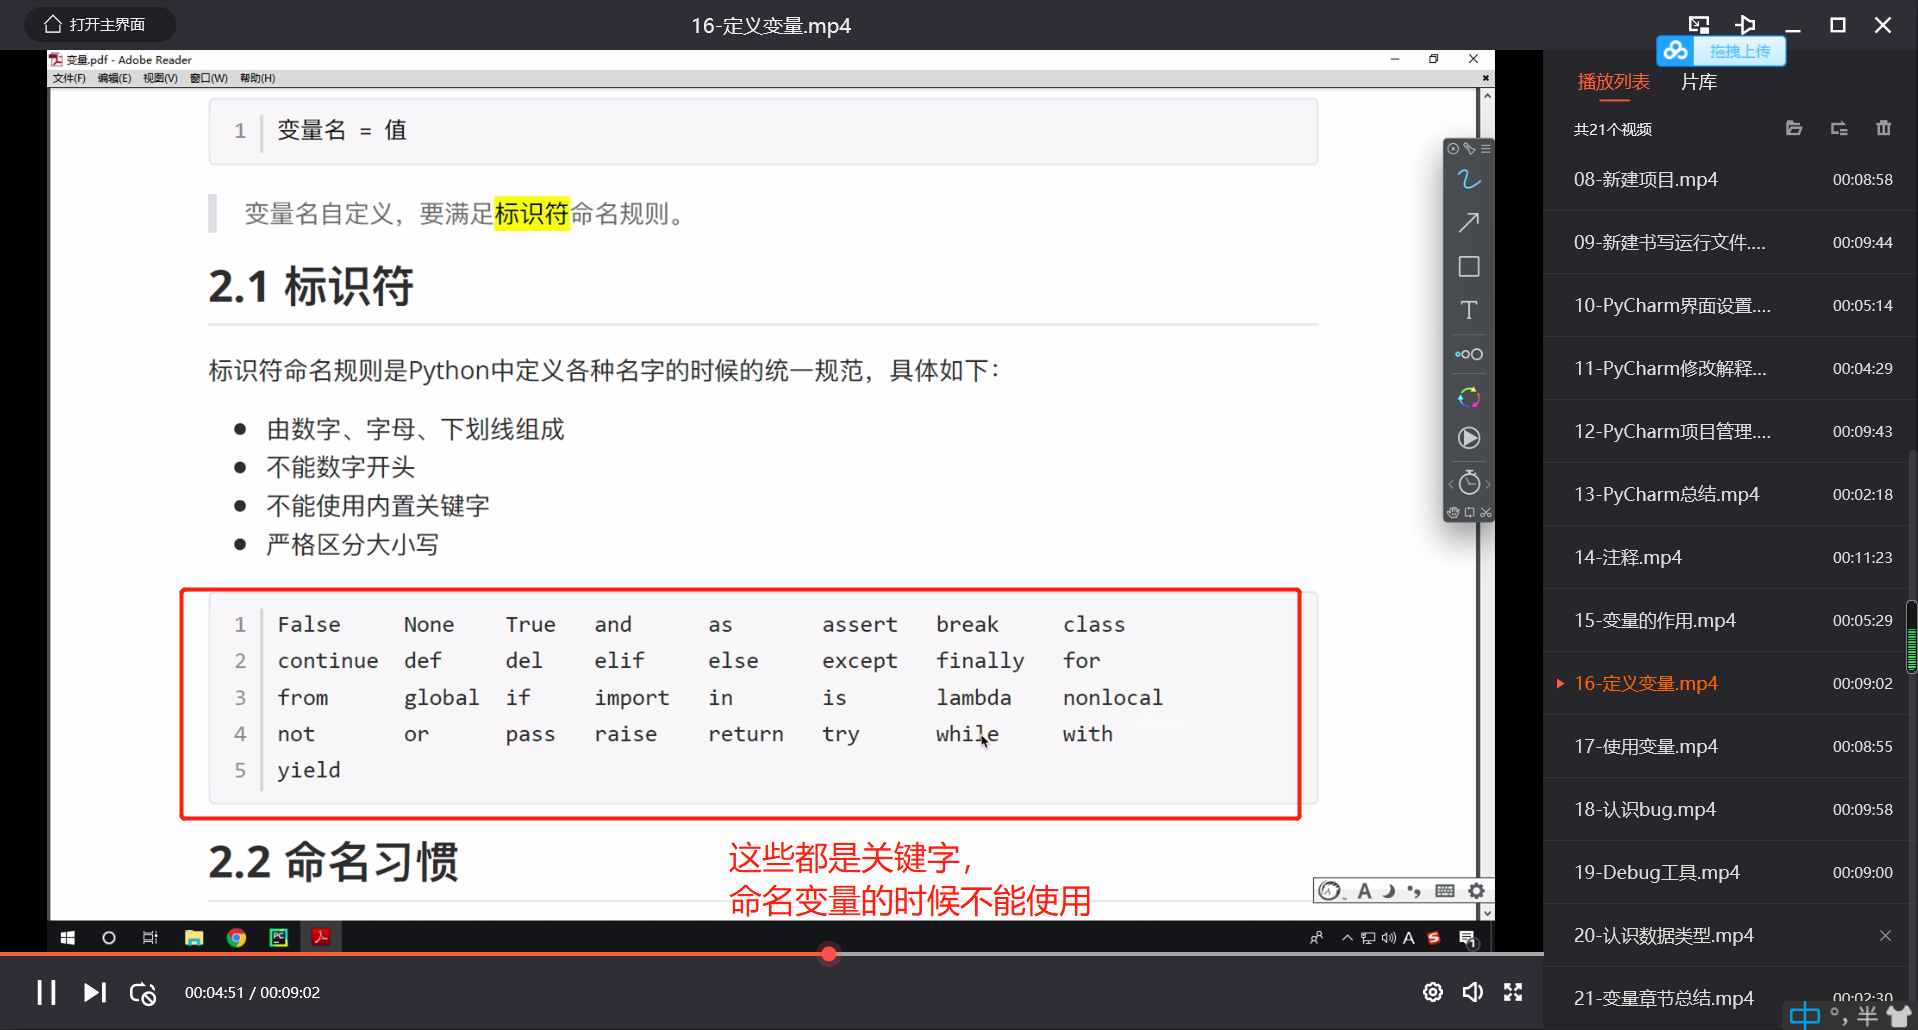 打开主界面
16-定义变量.mp4
拖拽上传
变量.pdf - Adobe Reader
文件(F) 编辑(E) 视图(V) 窗口(W) 帮助(H)
1 变量名 = 值
变量名自定义，要满足标识符命名规则。
2.1 标识符
标识符命名规则是Python中定义各种名字的时候的统一规范，具体如下：
由数字、字母、下划线组成
不能数字开头
不能使用内置关键字
严格区分大小写
1 False None True and as assert break class
2 continue def del elif else except finally for
3 from global if import in is lambda nonlocal
4 not or pass raise return try while with
5 yield
2.2 命名习惯
这些都是关键字，
命名变量的时候不能使用
00:04:51 / 00:09:02
播放列表 片库
共21个视频
08-新建项目.mp4 00:08:58
09-新建书写运行文件.... 00:09:44
10-PyCharm界面设置.... 00:05:14
11-PyCharm修改解释... 00:04:29
12-PyCharm项目管理.... 00:09:43
13-PyCharm总结.mp4 00:02:18
14-注释.mp4 00:11:23
15-变量的作用.mp4 00:05:29
16-定义变量.mp4 00:09:02
17-使用变量.mp4 00:08:55
18-认识bug.mp4 00:09:58
19-Debug工具.mp4 00:09:00
20-认识数据类型.mp4
21-变量章节总结.mp4 00:02:30
中 °, 半